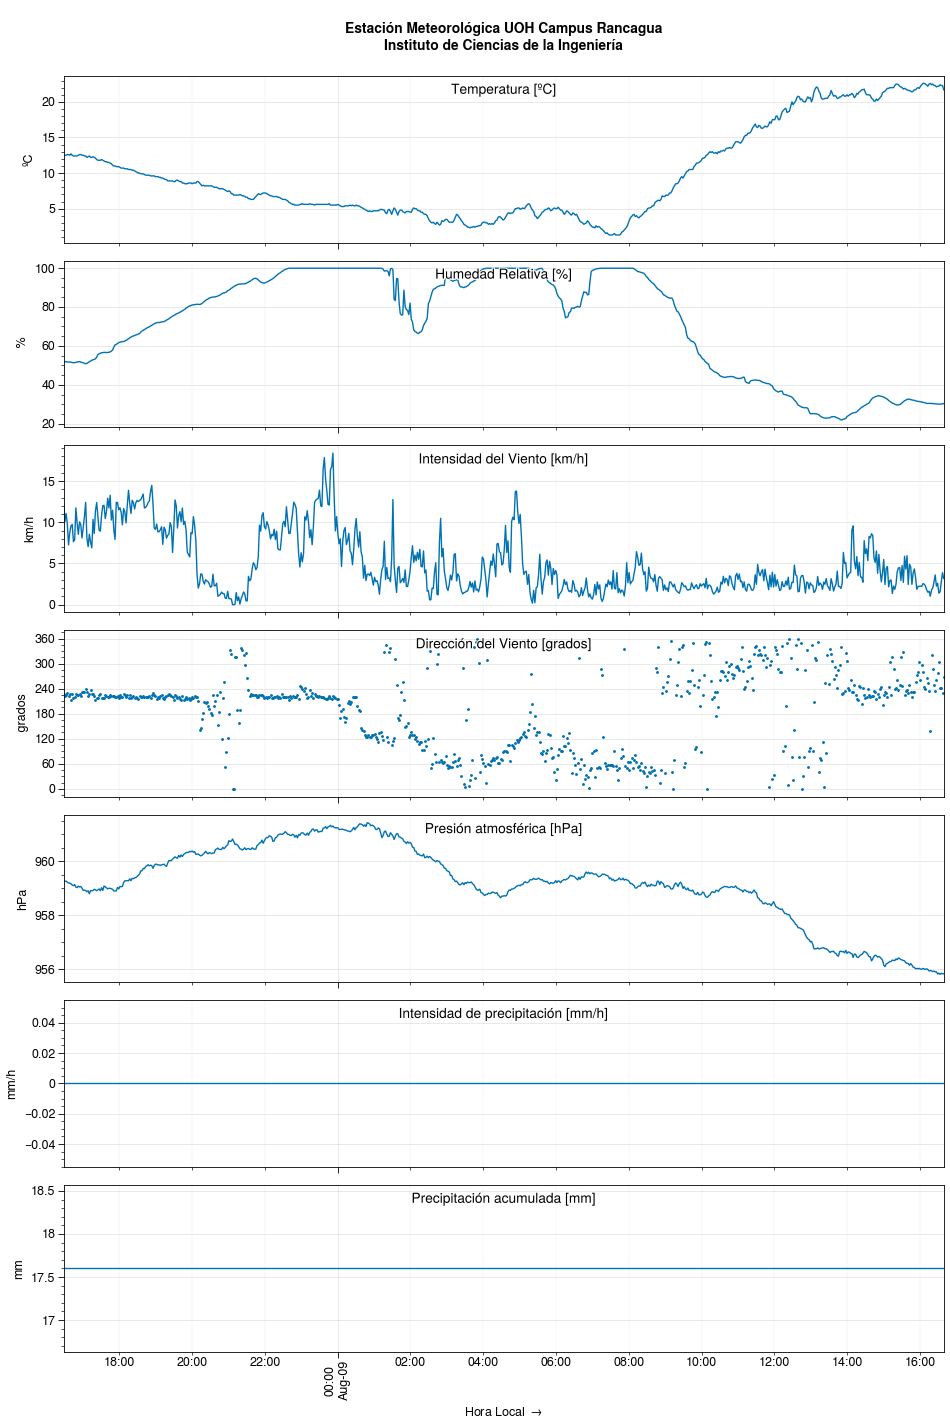 Estación Meteorológica UOH Campus Rancagua
Instituto de Ciencias de la Ingeniería
Temperatura [ºC]
20
15
10
5
ºC
Humedad Relativa [%]
100
80
60
40
20
%
Intensidad del Viento [km/h]
15
10
5
0
km/h
Dirección del Viento [grados]
360
300
240
180
120
60
0
grados
Presión atmosférica [hPa]
960
958
956
hPa
Intensidad de precipitación [mm/h]
0.04
0.02
0
−0.02
−0.04
mm/h
Precipitación acumulada [mm]
18.5
18
17.5
17
mm
18:00 20:00 22:00 00:00 02:00 04:00 06:00 08:00 10:00 12:00 14:00 16:00
Aug-09
Hora Local →